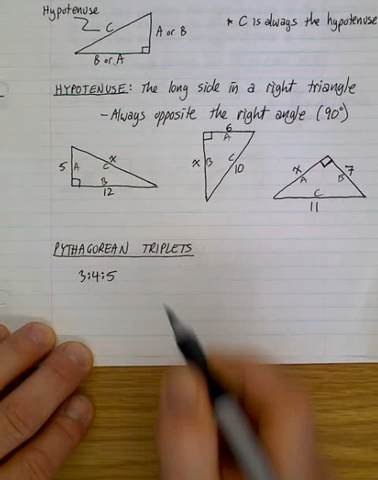 Hypotenuse
C
A or B
B or A
* C is always the hypotenuse
HYPOTENUSE: The long side in a right triangle
- Always opposite the right angle (90°)
5 A C x
B
12
6
A
x B C 10
x A B 7
C
11
PYTHAGOREAN TRIPLETS
3:4:5